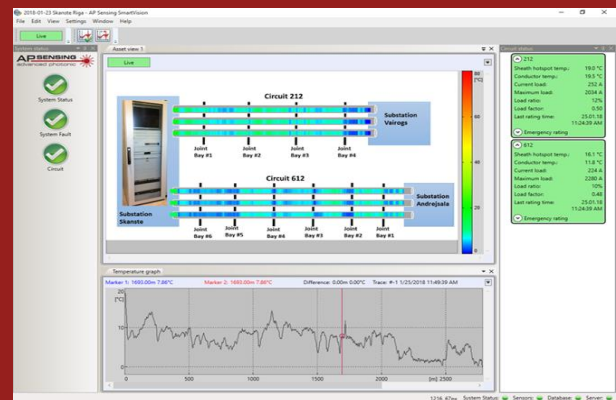 2018-01-23 Skanste Riga - AP Sensing SmartVision
File Edit View Settings Window Help
Live
System status
AP SENSING
advanced photonic
System Status
System Fault
Circuit
Asset view 5
Live
Circuit 212
Substation
Vairogs
Joint Bay #1
Joint Bay #2
Joint Bay #3
Joint Bay #4
Circuit 612
Substation
Andrejsala
Substation
Skanste
Joint Bay #6
Joint Bay #5
Joint Bay #4
Joint Bay #3
Joint Bay #2
Joint Bay #1
[°C]
60
40
20
0
Temperature graph
Marker 1: 1693.00m 7.86°C Marker 2: 1693.00m 7.86°C Difference: 0.00m 0.00°C Trace: #-1 1/25/2018 11:49:39 AM
20
[°C]
10
0
0 500 1000 1500 2000 [m] 2500
Circuit status
212
Sheath hotspot temp.: 19.0 °C
Conductor temp.: 19.5 °C
Current load: 252 A
Maximum load: 2034 A
Load ratio: 12%
Load factor: 0.50
Last rating time: 25.01.18
11:24:39 AM
Emergency rating
612
Sheath hotspot temp.: 16.1 °C
Conductor temp.: 11.8 °C
Current load: 224 A
Maximum load: 2280 A
Load ratio: 10%
Load factor: 0.48
Last rating time: 25.01.18
11:24:39 AM
Emergency rating
System Status: Sensors: Database: Server: